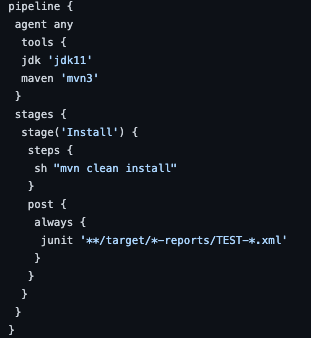 pipeline {
 agent any
  tools {
  jdk 'jdk11'
  maven 'mvn3'
 }
 stages {
  stage('Install') {
   steps {
    sh "mvn clean install"
   }
   post {
    always {
     junit '**/target/*-reports/TEST-*.xml'
    }
   }
  }
 }
}